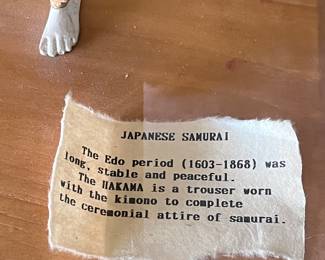 JAPANESE SAMURAI
The Edo period (1603-1868) was
long, stable and peaceful.
The HAKAMA is a trouser worn
with the kimono to complete
the ceremonial attire of samurai.